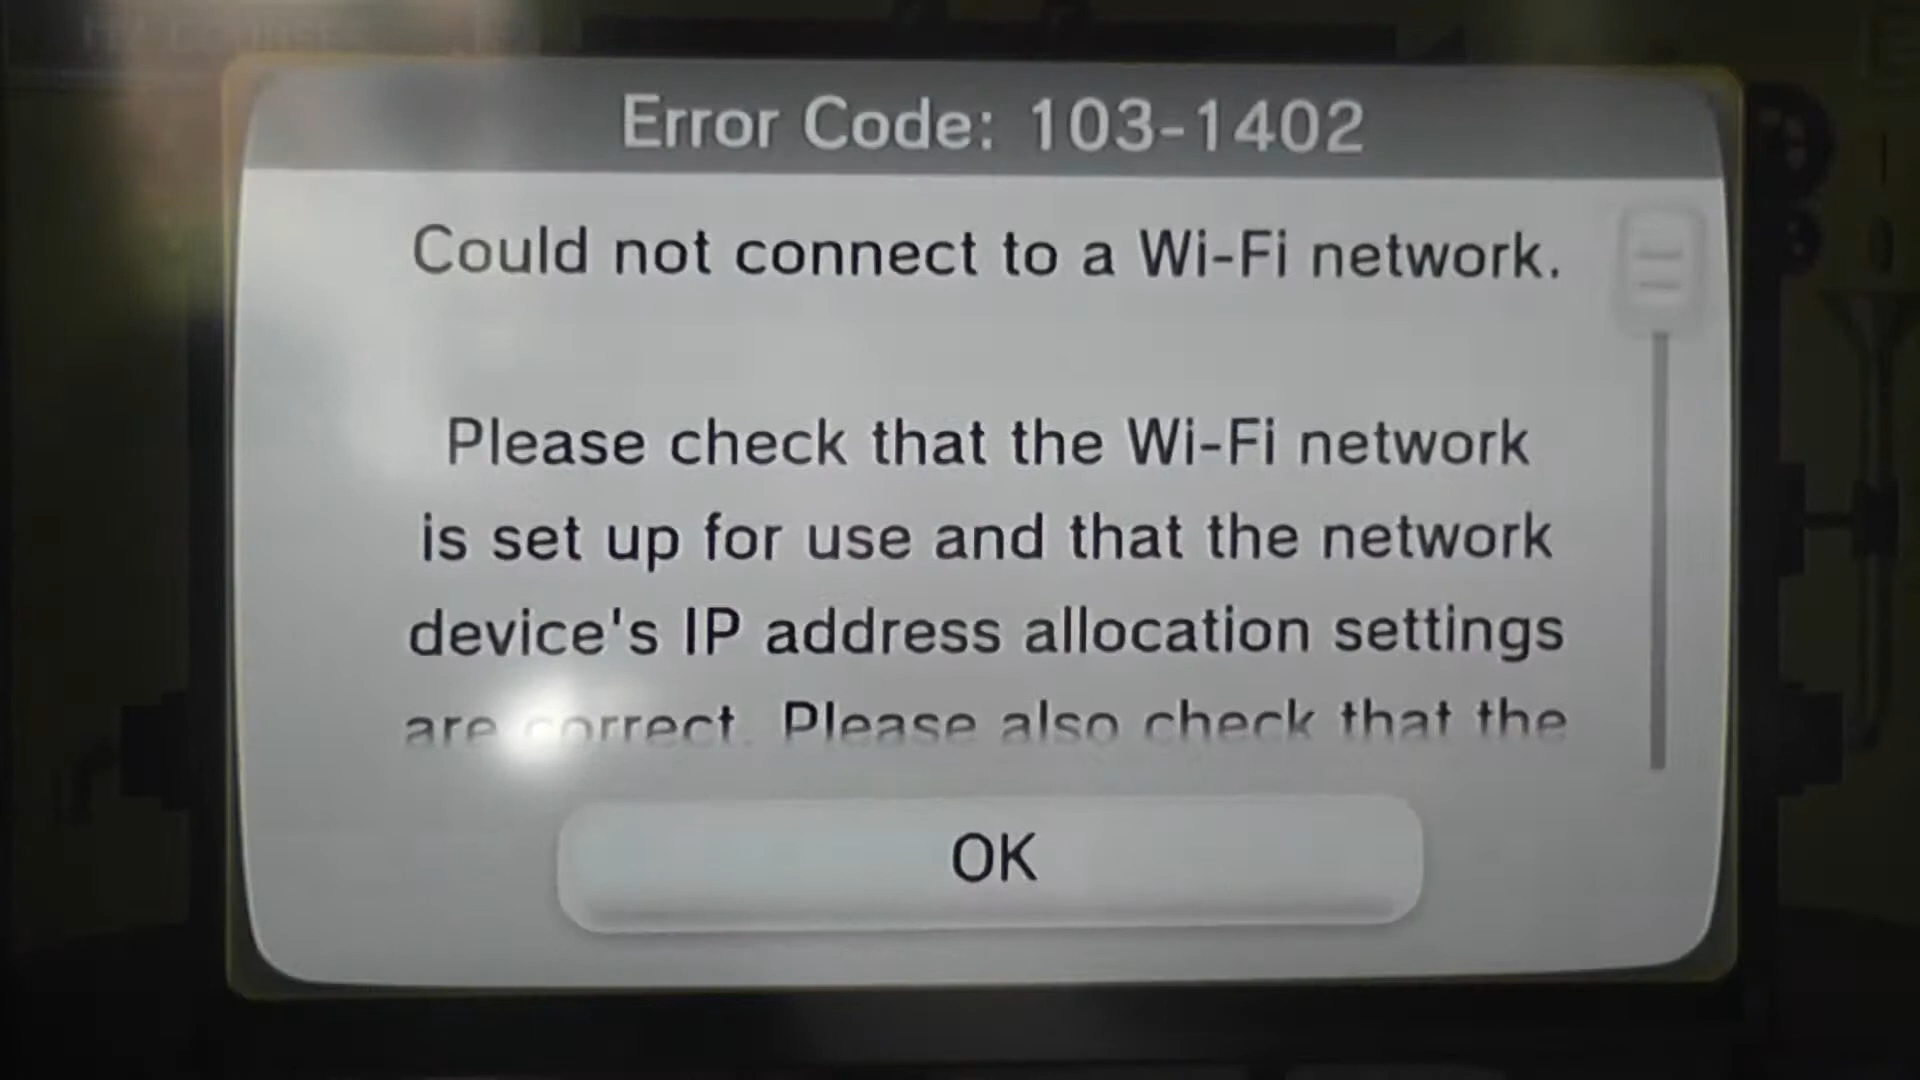 Error Code: 103-1402
Could not connect to a Wi-Fi network.
Please check that the Wi-Fi network
is set up for use and that the network
device's IP address allocation settings
are correct. Please also check that the
OK